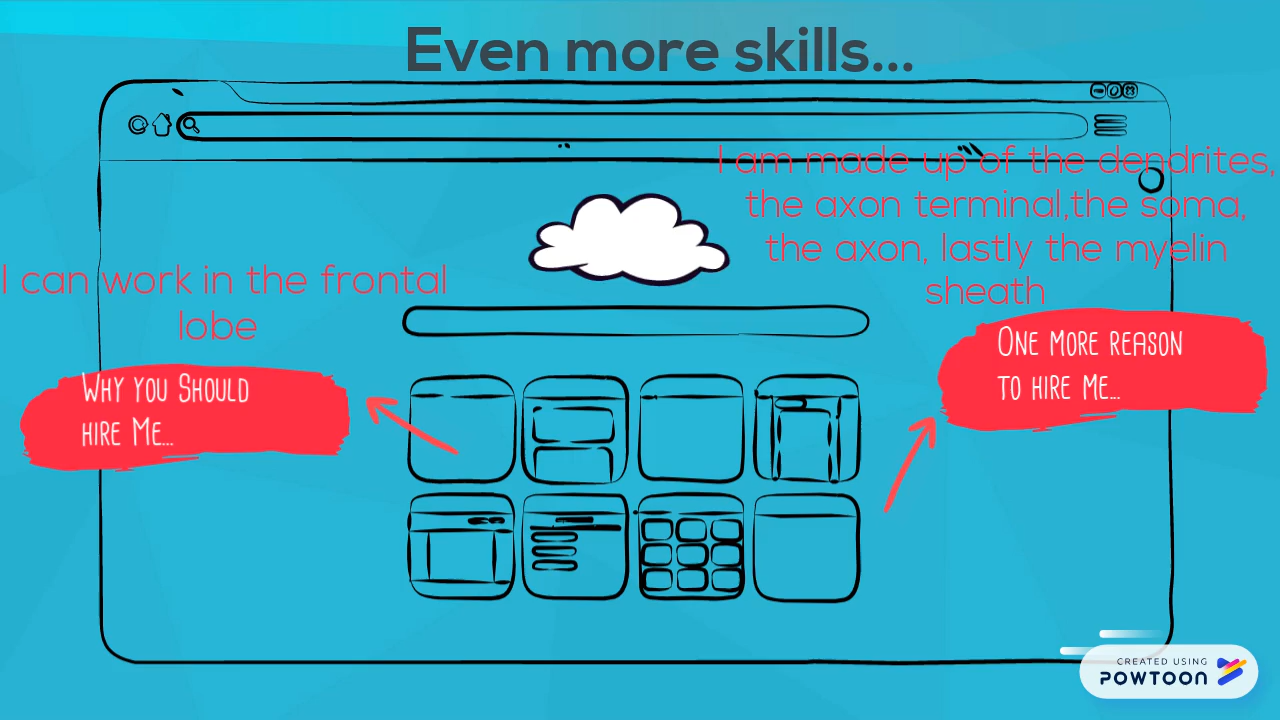 Even more skills...
I am made up of the dendrites,
the axon terminal,the soma,
the axon, lastly the myelin
sheath
I can work in the frontal
lobe
One more reason
to hire Me...
Why you Should
hire Me...
CREATED USING
POWTOON